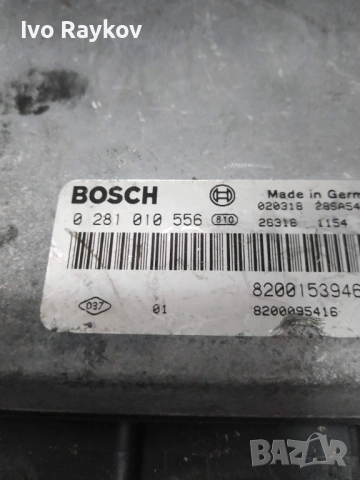 Ivo Raykov
BOSCH Made in Germ
0 281 010 556 810 020318 28SA54
26318 1154
8200153946
037 01 8200095416
BAZAR